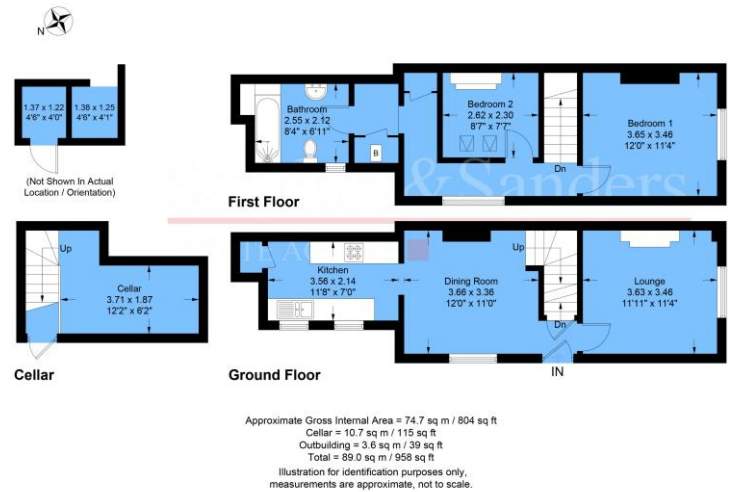 N
1.37 x 1.22
4'6" x 4'0"
1.38 x 1.25
4'6" x 4'1"
(Not Shown In Actual
Location / Orientation)
Bathroom
2.55 x 2.12
8'4" x 6'11"
B
Bedroom 2
2.62 x 2.30
8'7" x 7'7"
Dn
Bedroom 1
3.65 x 3.46
12'0" x 11'4"
First Floor
& Sanders
Up
Cellar
3.71 x 1.87
12'2" x 6'2"
Cellar
Kitchen
3.56 x 2.14
11'8" x 7'0"
Dining Room
3.66 x 3.36
12'0" x 11'0"
Up
Dn
Lounge
3.63 x 3.46
11'11" x 11'4"
IN
Ground Floor
Approximate Gross Internal Area = 74.7 sq m / 804 sq ft
Cellar = 10.7 sq m / 115 sq ft
Outbuilding = 3.6 sq m / 39 sq ft
Total = 89.0 sq m / 958 sq ft
Illustration for identification purposes only,
measurements are approximate, not to scale.